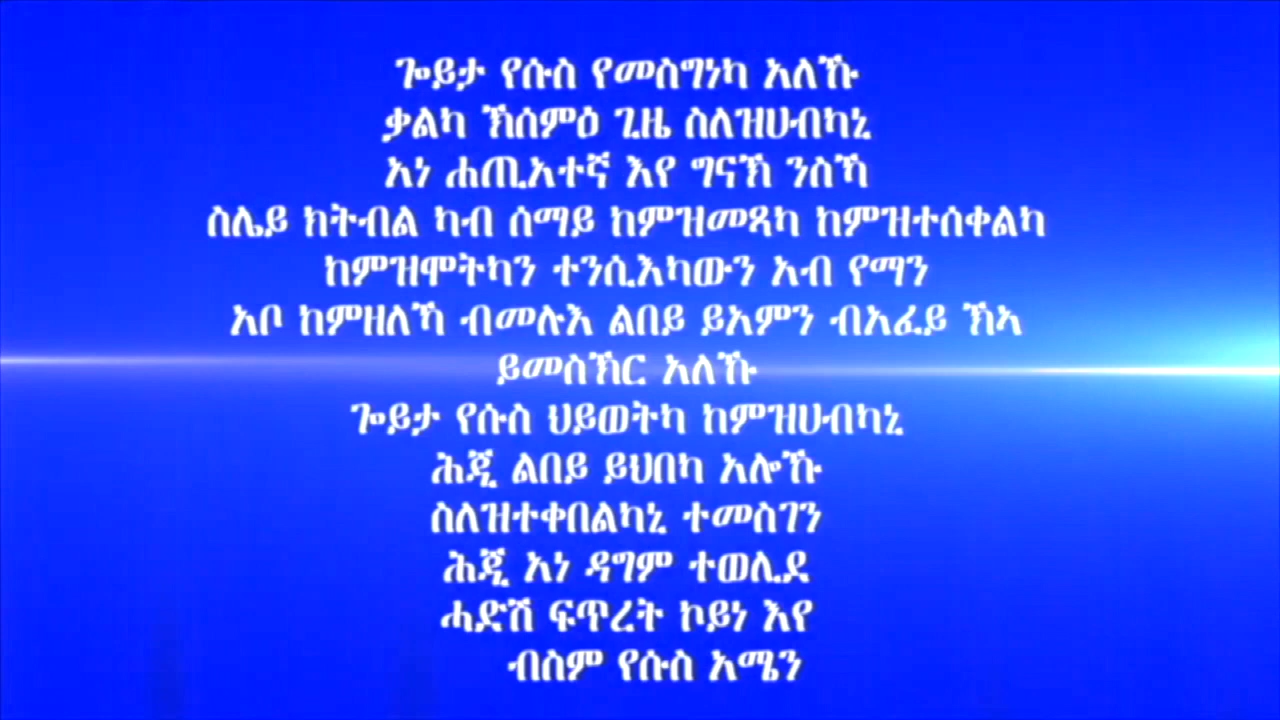 ጐይታ የሱስ የመስግነካ አለኹ
ቃልካ ኽሰምዕ ጊዜ ስለዝሀብካኒ
አነ ሐጢአተኛ እየ ግናኽ ንስኻ
ስሌይ ክትብል ካብ ሰማይ ከምዝመጻካ ከምዝተሰቀልካ
ከምዝሞትካን ተንሲእካውን አብ የማን
አቦ ከምዘለኻ ብመሉእ ልበይ ይአምን ብአፈይ ኽኣ
ይመስኽር አለኹ
ጐይታ የሱስ ህይወትካ ከምዝሀብካኒ
ሕጂ ልበይ ይህበካ አሎኹ
ስለዝተቀበልካኒ ተመስገን
ሕጂ አነ ዳግም ተወሊደ
ሓድሽ ፍጥረት ኮይነ እየ
ብስም የሱስ አሜን